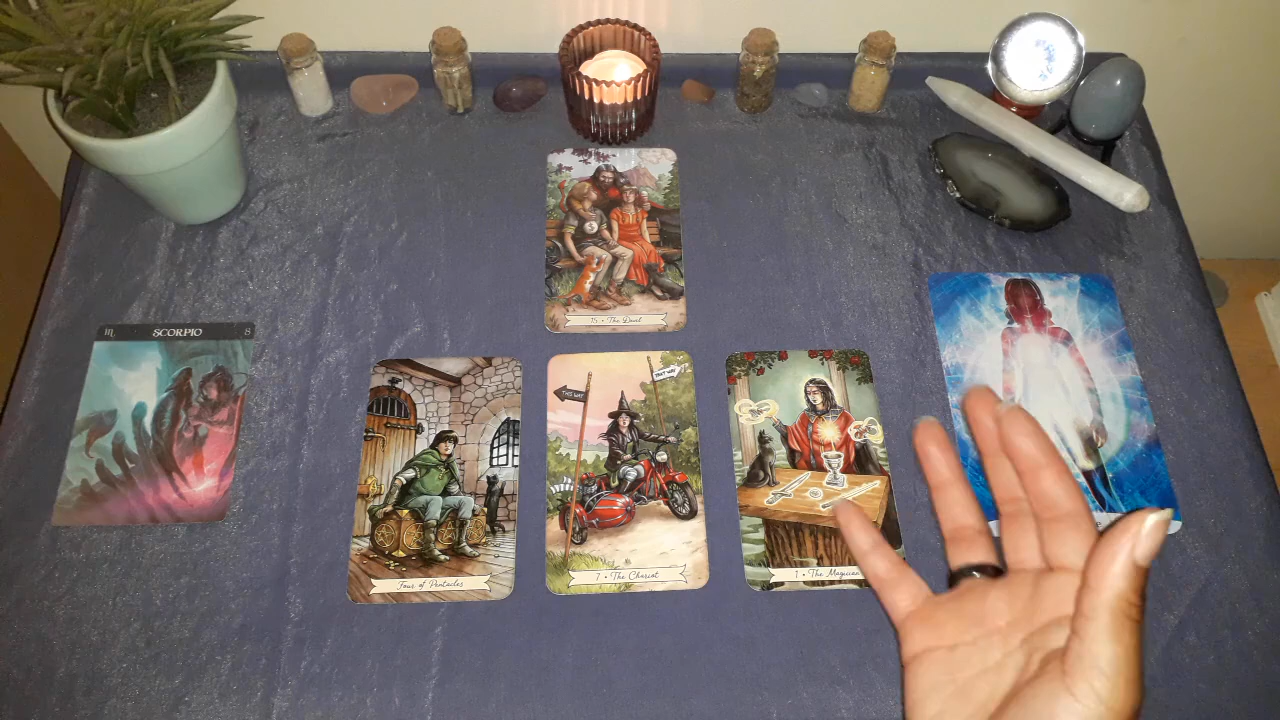 15 • The Devil
♏ SCORPIO 8
THIS WAY
THAT WAY
Four of Pentacles
7 • The Chariot
1 • The Magician